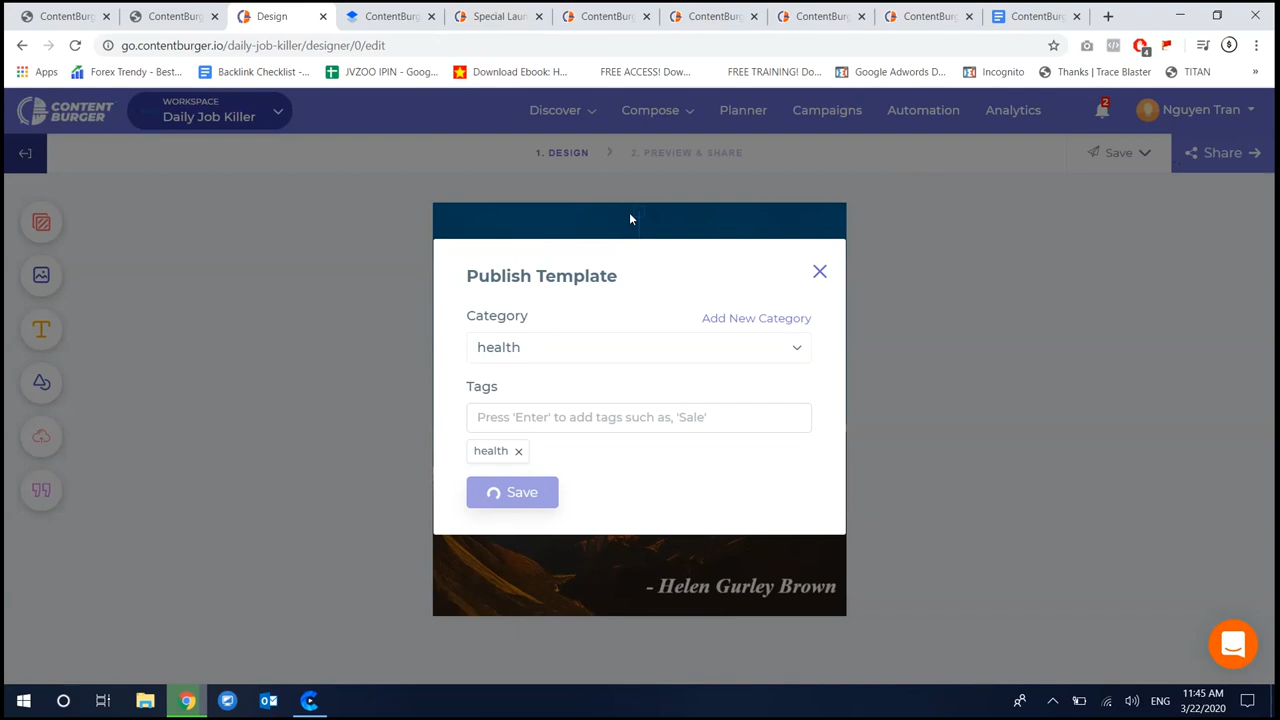 ContentBurg
ContentBurg
Design
ContentBurg
Special Laun
ContentBurg
ContentBurg
ContentBurg
ContentBurg
ContentBurg
go.contentburger.io/daily-job-killer/designer/0/edit
4
Apps
Forex Trendy - Best...
Backlink Checklist -...
JVZOO IPIN - Goog...
Download Ebook: H...
FREE ACCESS! Dow...
FREE TRAINING! Do...
Google Adwords D...
Incognito
Thanks | Trace Blaster
TITAN
»
CONTENT BURGER
WORKSPACE
Daily Job Killer
Discover
Compose
Planner
Campaigns
Automation
Analytics
2
Nguyen Tran
1. DESIGN
2. PREVIEW & SHARE
Save
Share
Publish Template
Category
Add New Category
health
Tags
Press 'Enter' to add tags such as, 'Sale'
health
Save
- Helen Gurley Brown
ENG
11:45 AM
3/22/2020